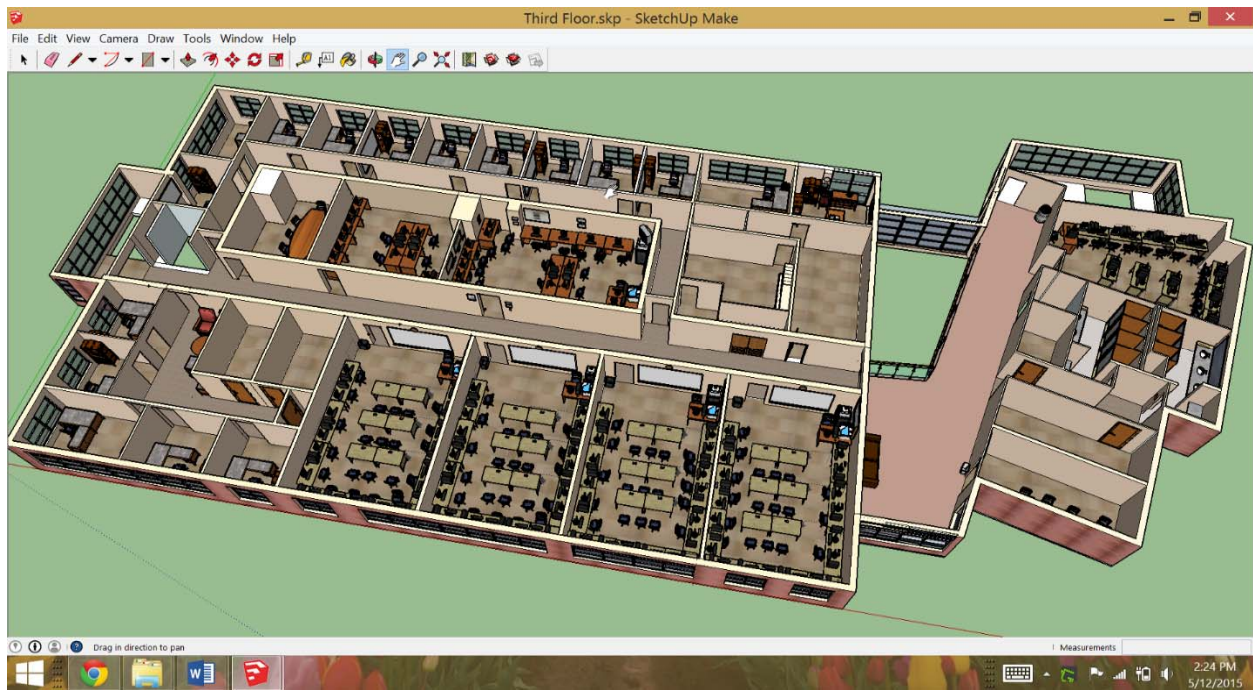 Third Floor.skp - SketchUp Make
File Edit View Camera Draw Tools Window Help
A1
Drag in direction to pan
Measurements
2:24 PM
5/12/2015